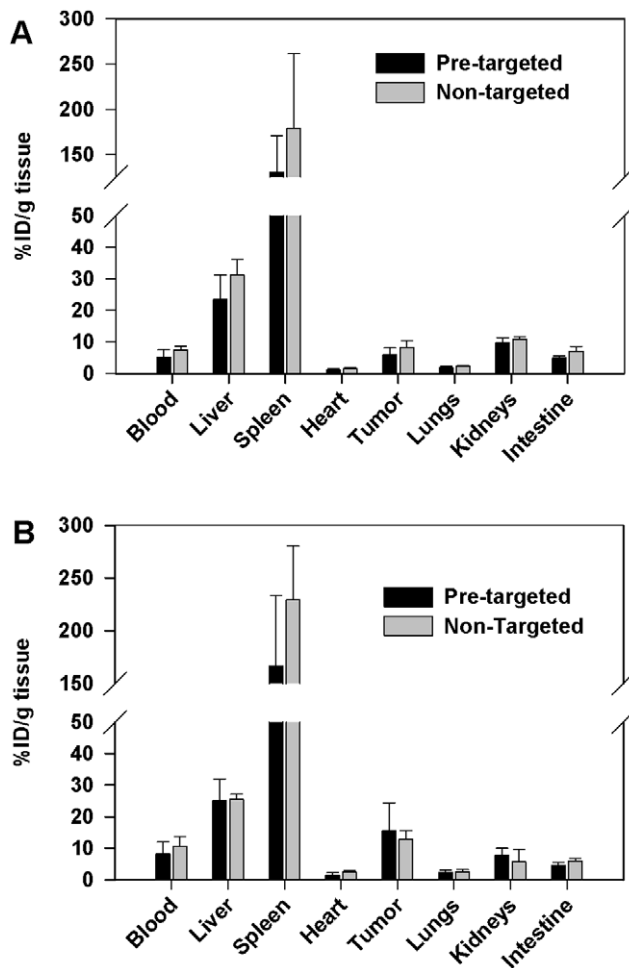 A
300
250
200
150
50
40
30
20
10
0
%ID/g tissue
Pre-targeted
Non-targeted
Blood
Liver
Spleen
Heart
Tumor
Lungs
Kidneys
Intestine
B
300
250
200
150
50
40
30
20
10
0
%ID/g tissue
Pre-targeted
Non-Targeted
Blood
Liver
Spleen
Heart
Tumor
Lungs
Kidneys
Intestine